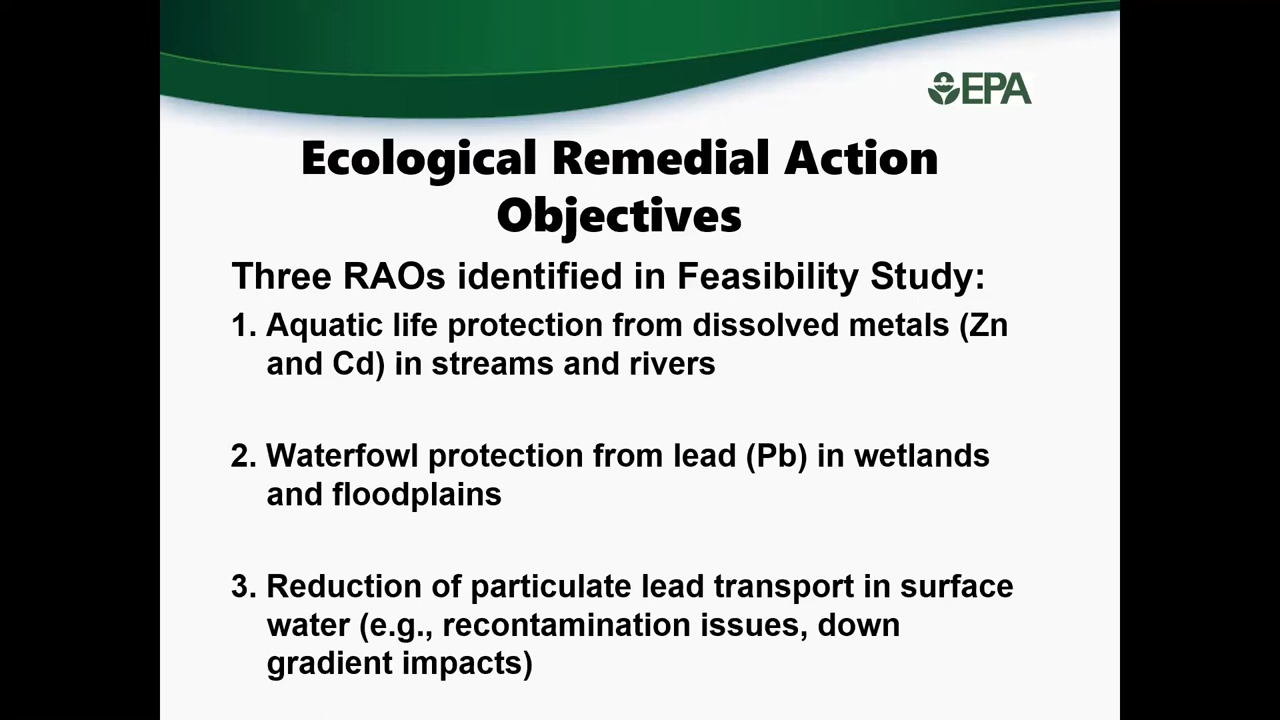 EPA
Ecological Remedial Action
Objectives
Three RAOs identified in Feasibility Study:
1. Aquatic life protection from dissolved metals (Zn
and Cd) in streams and rivers
2. Waterfowl protection from lead (Pb) in wetlands
and floodplains
3. Reduction of particulate lead transport in surface
water (e.g., recontamination issues, down
gradient impacts)